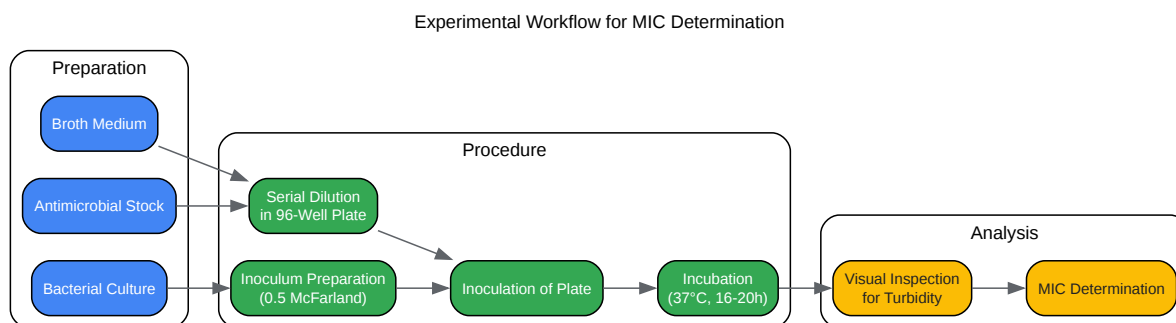 Experimental Workflow for MIC Determination
Preparation
Broth Medium
Antimicrobial Stock
Bacterial Culture
Procedure
Serial Dilution
in 96-Well Plate
Inoculum Preparation
(0.5 McFarland)
Inoculation of Plate
Incubation
(37°C, 16-20h)
Analysis
Visual Inspection
for Turbidity
MIC Determination